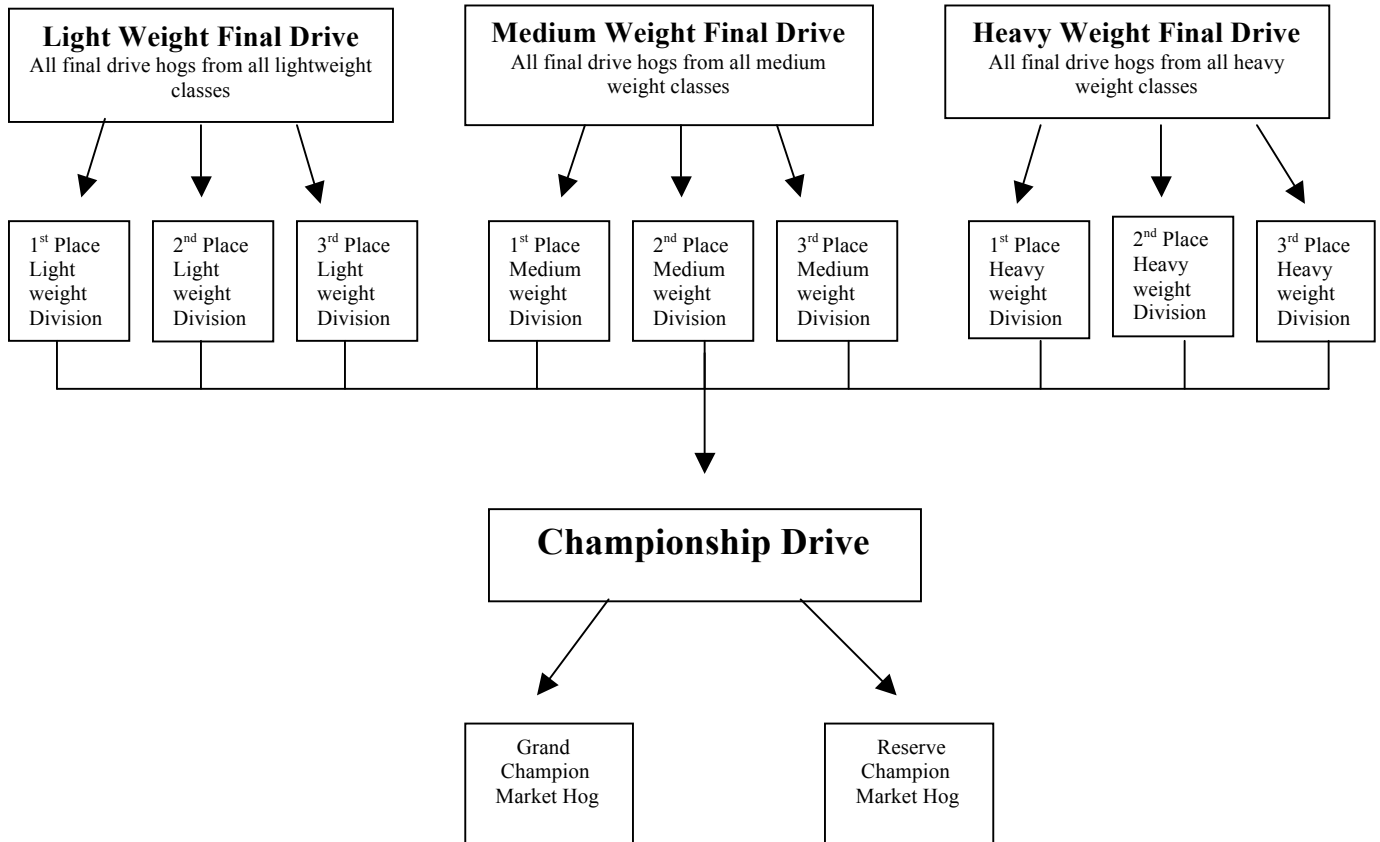 Light Weight Final Drive
All final drive hogs from all lightweight
classes
Medium Weight Final Drive
All final drive hogs from all medium
weight classes
Heavy Weight Final Drive
All final drive hogs from all heavy
weight classes
1st Place
Light
weight
Division
2nd Place
Light
weight
Division
3rd Place
Light
weight
Division
1st Place
Medium
weight
Division
2nd Place
Medium
weight
Division
3rd Place
Medium
weight
Division
1st Place
Heavy
weight
Division
2nd Place
Heavy
weight
Division
3rd Place
Heavy
weight
Division
Championship Drive
Grand
Champion
Market Hog
Reserve
Champion
Market Hog